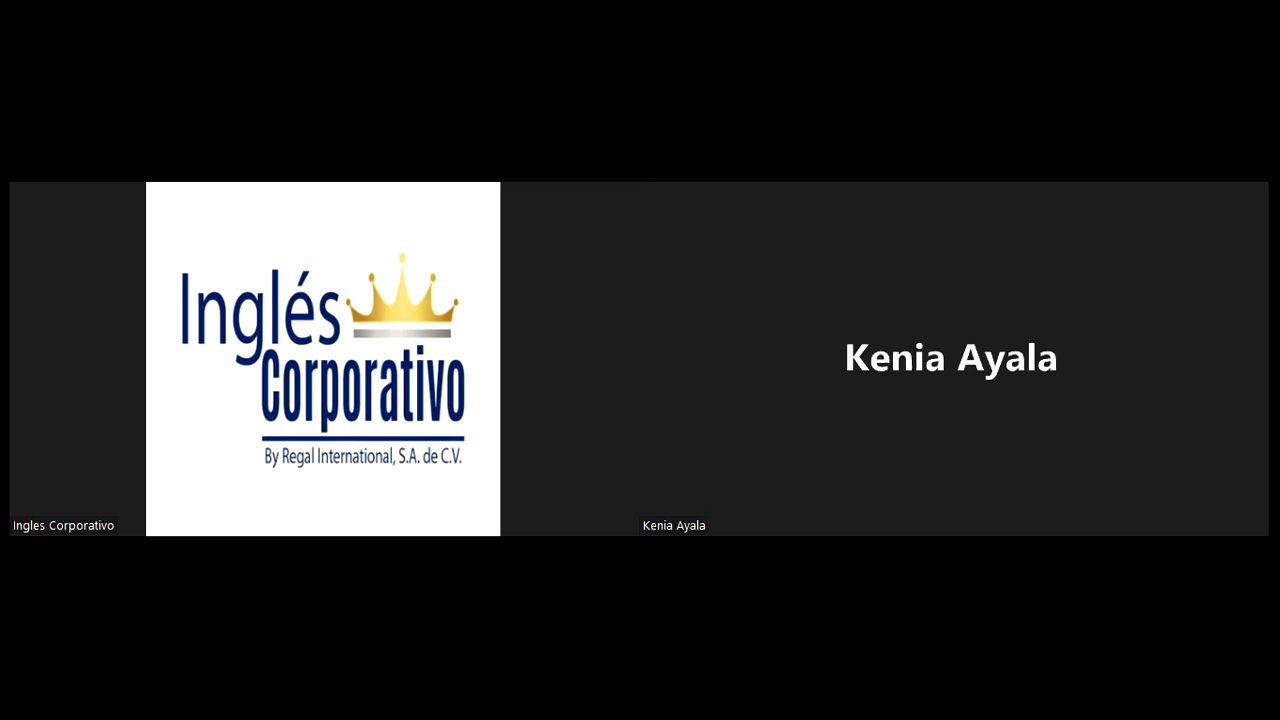 Inglés
Corporativo
By Regal International, S.A. de C.V.
Kenia Ayala
Ingles Corporativo
Kenia Ayala